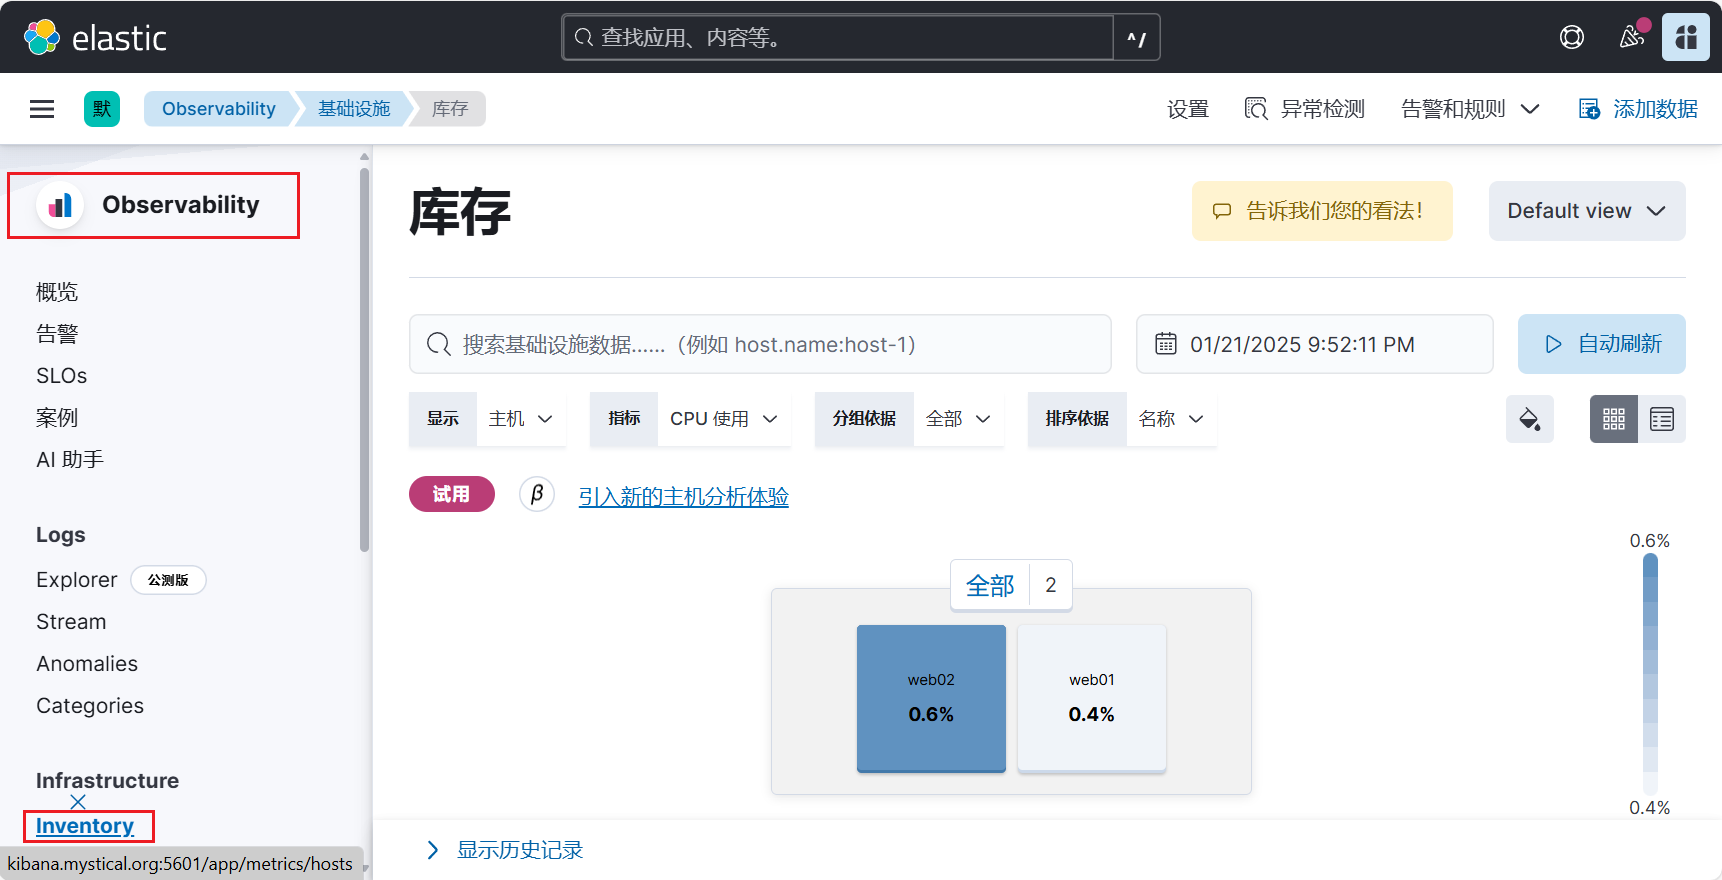 elastic
查找应用、内容等。
^/
默
Observability
基础设施
库存
设置
异常检测
告警和规则
添加数据
Observability
概览
告警
SLOs
案例
AI 助手
Logs
Explorer
公测版
Stream
Anomalies
Categories
Infrastructure
Inventory
kibana.mystical.org:5601/app/metrics/hosts
库存
告诉我们您的看法！
Default view
搜索基础设施数据……（例如 host.name:host-1）
01/21/2025 9:52:11 PM
自动刷新
显示
主机
指标
CPU 使用
分组依据
全部
排序依据
名称
试用
β
引入新的主机分析体验
全部
2
web02
0.6%
web01
0.4%
0.6%
0.4%
显示历史记录